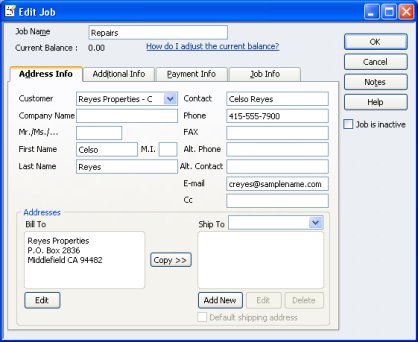 Edit Job
Job Name Repairs
Current Balance : 0.00 How do I adjust the current balance?
OK
Cancel
Notes
Help
Job is inactive
Address Info Additional Info Payment Info Job Info
Customer Reyes Properties - C Contact Celso Reyes
Company Name Phone 415-555-7900
Mr./Ms./... FAX
First Name Celso M.I. Alt. Phone
Last Name Reyes Alt. Contact
E-mail creyes@samplename.com
Cc
Addresses
Bill To Ship To
Reyes Properties
P.O. Box 2836
Middlefield CA 94482
Copy >>
Edit Add New Edit Delete
Default shipping address